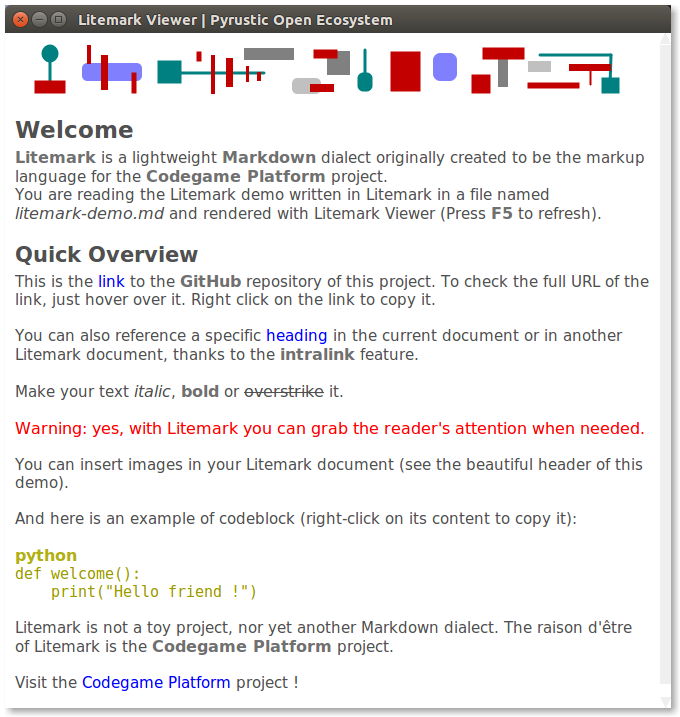 Litemark Viewer | Pyrustic Open Ecosystem
Welcome
Litemark is a lightweight Markdown dialect originally created to be the markup
language for the Codegame Platform project.
You are reading the Litemark demo written in Litemark in a file named
litemark-demo.md and rendered with Litemark Viewer (Press F5 to refresh).
Quick Overview
This is the link to the GitHub repository of this project. To check the full URL of the
link, just hover over it. Right click on the link to copy it.
You can also reference a specific heading in the current document or in another
Litemark document, thanks to the intralink feature.
Make your text italic, bold or overstrike it.
Warning: yes, with Litemark you can grab the reader's attention when needed.
You can insert images in your Litemark document (see the beautiful header of this
demo).
And here is an example of codeblock (right-click on its content to copy it):
python
def welcome():
    print("Hello friend !")
Litemark is not a toy project, nor yet another Markdown dialect. The raison d'être
of Litemark is the Codegame Platform project.
Visit the Codegame Platform project !